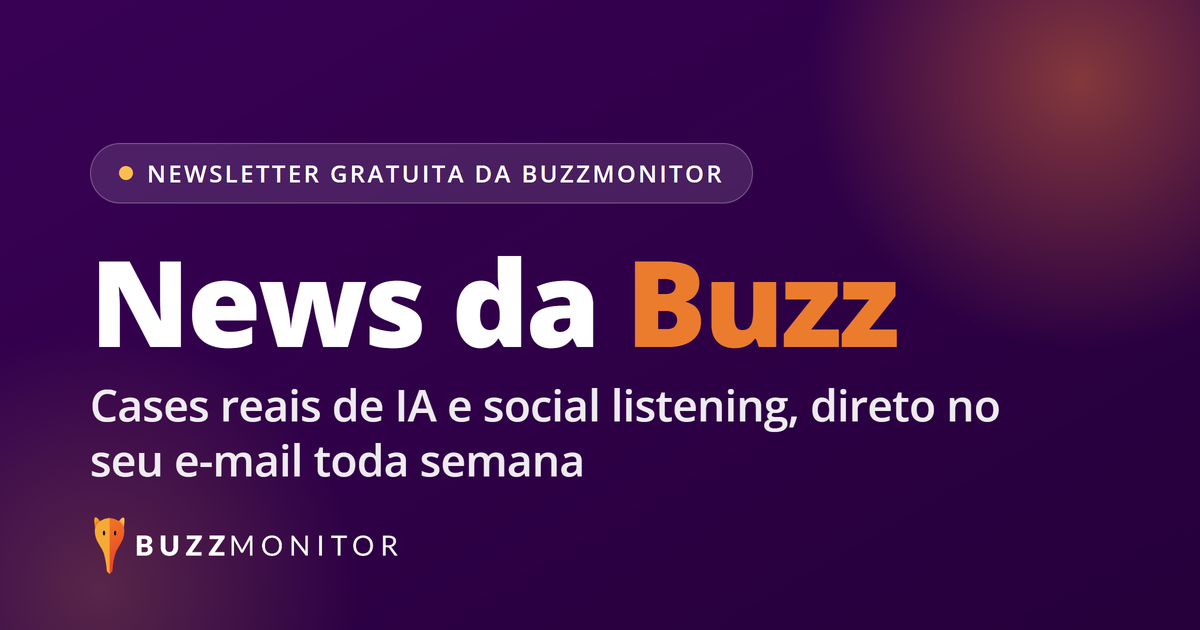 NEWSLETTER GRATUITA DA BUZZMONITOR
News da Buzz
Cases reais de IA e social listening, direto no
seu e-mail toda semana
BUZZMONITOR